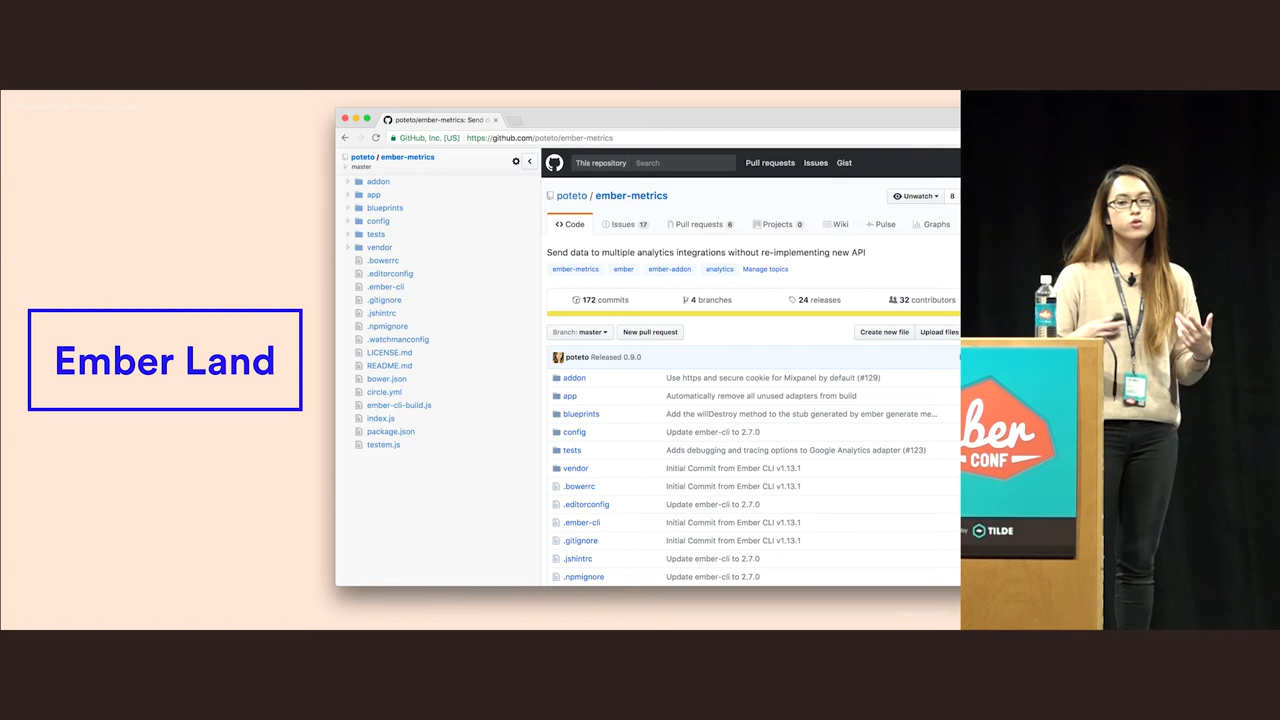 Ember Land
poteto/ember-metrics: Send d
GitHub, Inc. [US] https://github.com/poteto/ember-metrics
poteto / ember-metrics
master
addon
app
blueprints
config
tests
vendor
.bowerrc
.editorconfig
.ember-cli
.gitignore
.jshintrc
.npmignore
.watchmanconfig
LICENSE.md
README.md
bower.json
circle.yml
ember-cli-build.js
index.js
package.json
testem.js
This repository Search Pull requests Issues Gist
poteto / ember-metrics Unwatch 8
Code Issues 17 Pull requests 6 Projects 0 Wiki Pulse Graphs
Send data to multiple analytics integrations without re-implementing new API
ember-metrics ember ember-addon analytics Manage topics
172 commits 4 branches 24 releases 32 contributors
Branch: master New pull request Create new file Upload files
poteto Released 0.9.0
addon Use https and secure cookie for Mixpanel by default (#129)
app Automatically remove all unused adapters from build
blueprints Add the willDestroy method to the stub generated by ember generate me...
config Update ember-cli to 2.7.0
tests Adds debugging and tracing options to Google Analytics adapter (#123)
vendor Initial Commit from Ember CLI v1.13.1
.bowerrc Initial Commit from Ember CLI v1.13.1
.editorconfig Update ember-cli to 2.7.0
.ember-cli Initial Commit from Ember CLI v1.13.1
.gitignore Initial Commit from Ember CLI v1.13.1
.jshintrc Update ember-cli to 2.7.0
.npmignore Update ember-cli to 2.7.0
ber
CONF
by TILDE